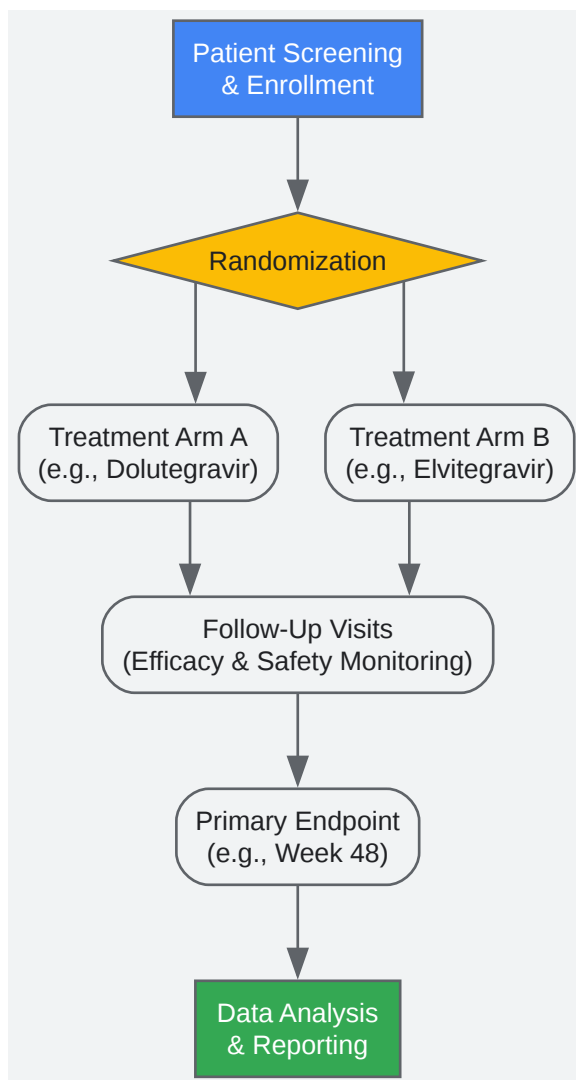 Patient Screening
& Enrollment
Randomization
Treatment Arm A
(e.g., Dolutegravir)
Treatment Arm B
(e.g., Elvitegravir)
Follow-Up Visits
(Efficacy & Safety Monitoring)
Primary Endpoint
(e.g., Week 48)
Data Analysis
& Reporting